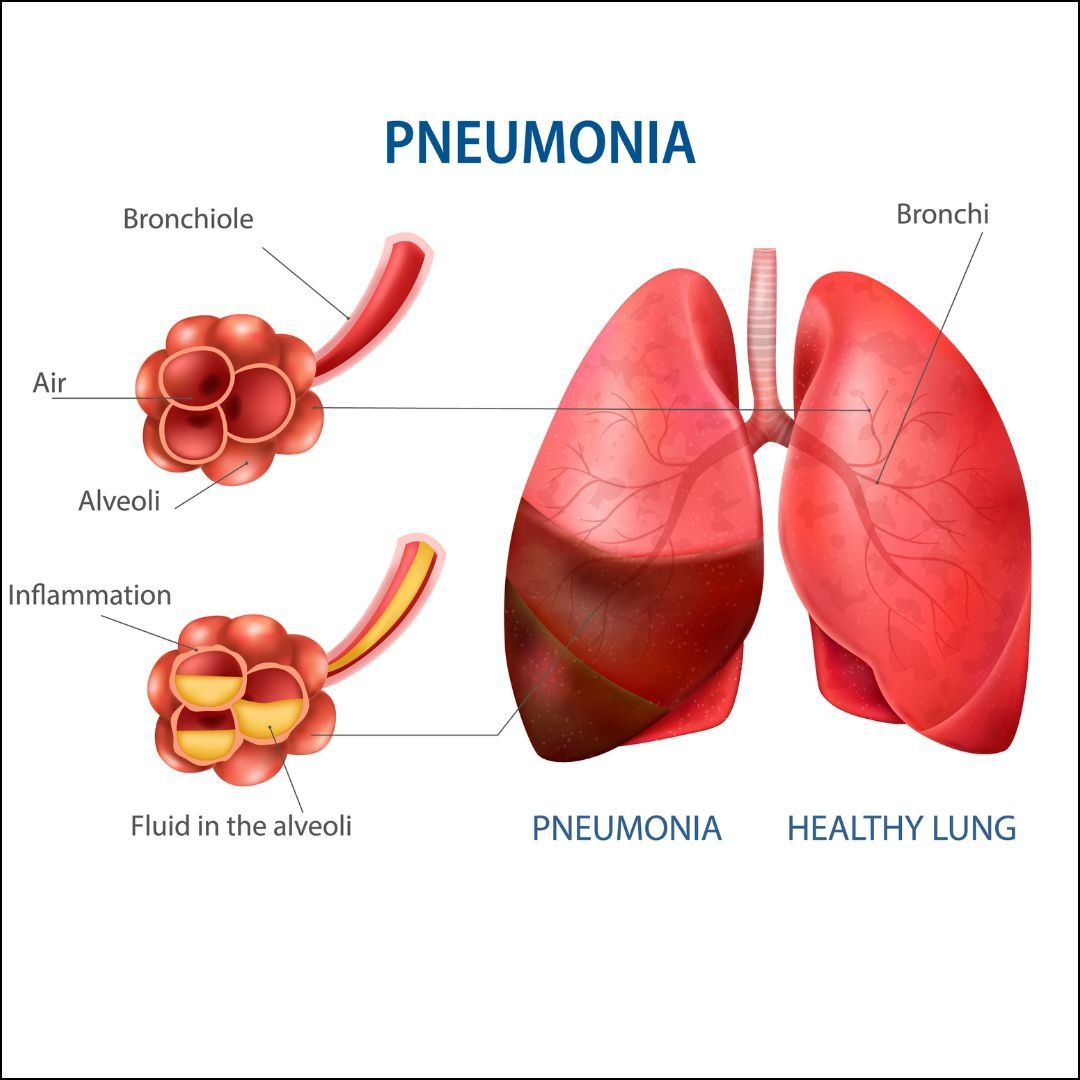 PNEUMONIA
Bronchiole
Bronchi
Air
Alveoli
Inflammation
Fluid in the alveoli
PNEUMONIA
HEALTHY LUNG